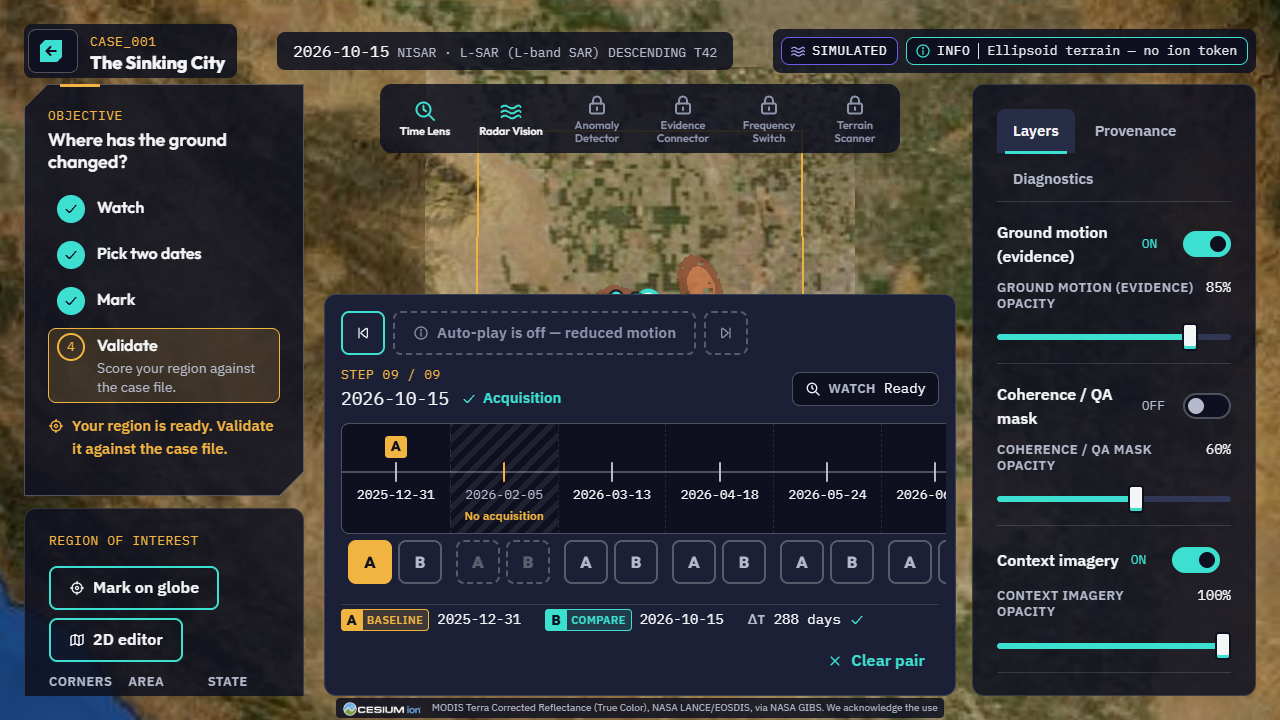 CASE_001
The Sinking City
2026-10-15 NISAR · L-SAR (L-band SAR) DESCENDING T42
SIMULATED
INFO | Ellipsoid terrain — no ion token
OBJECTIVE
Where has the ground
changed?
Watch
Pick two dates
Mark
4 Validate
Score your region against
the case file.
Your region is ready. Validate
it against the case file.
REGION OF INTEREST
Mark on globe
2D editor
CORNERS AREA STATE
Time Lens
Radar Vision
Anomaly
Detector
Evidence
Connector
Frequency
Switch
Terrain
Scanner
Auto-play is off — reduced motion
STEP 09 / 09
2026-10-15 Acquisition
WATCH Ready
A
2025-12-31 2026-02-05 2026-03-13 2026-04-18 2026-05-24 2026-06
No acquisition
A B A B A B A B A B A
A BASELINE 2025-12-31 B COMPARE 2026-10-15 ΔT 288 days
Clear pair
CESIUM ion MODIS Terra Corrected Reflectance (True Color), NASA LANCE/EOSDIS, via NASA GIBS. We acknowledge the use
Layers Provenance
Diagnostics
Ground motion
(evidence)
ON
GROUND MOTION (EVIDENCE)
OPACITY
85%
Coherence / QA
mask
OFF
COHERENCE / QA MASK
OPACITY
60%
Context imagery ON
CONTEXT IMAGERY
OPACITY
100%